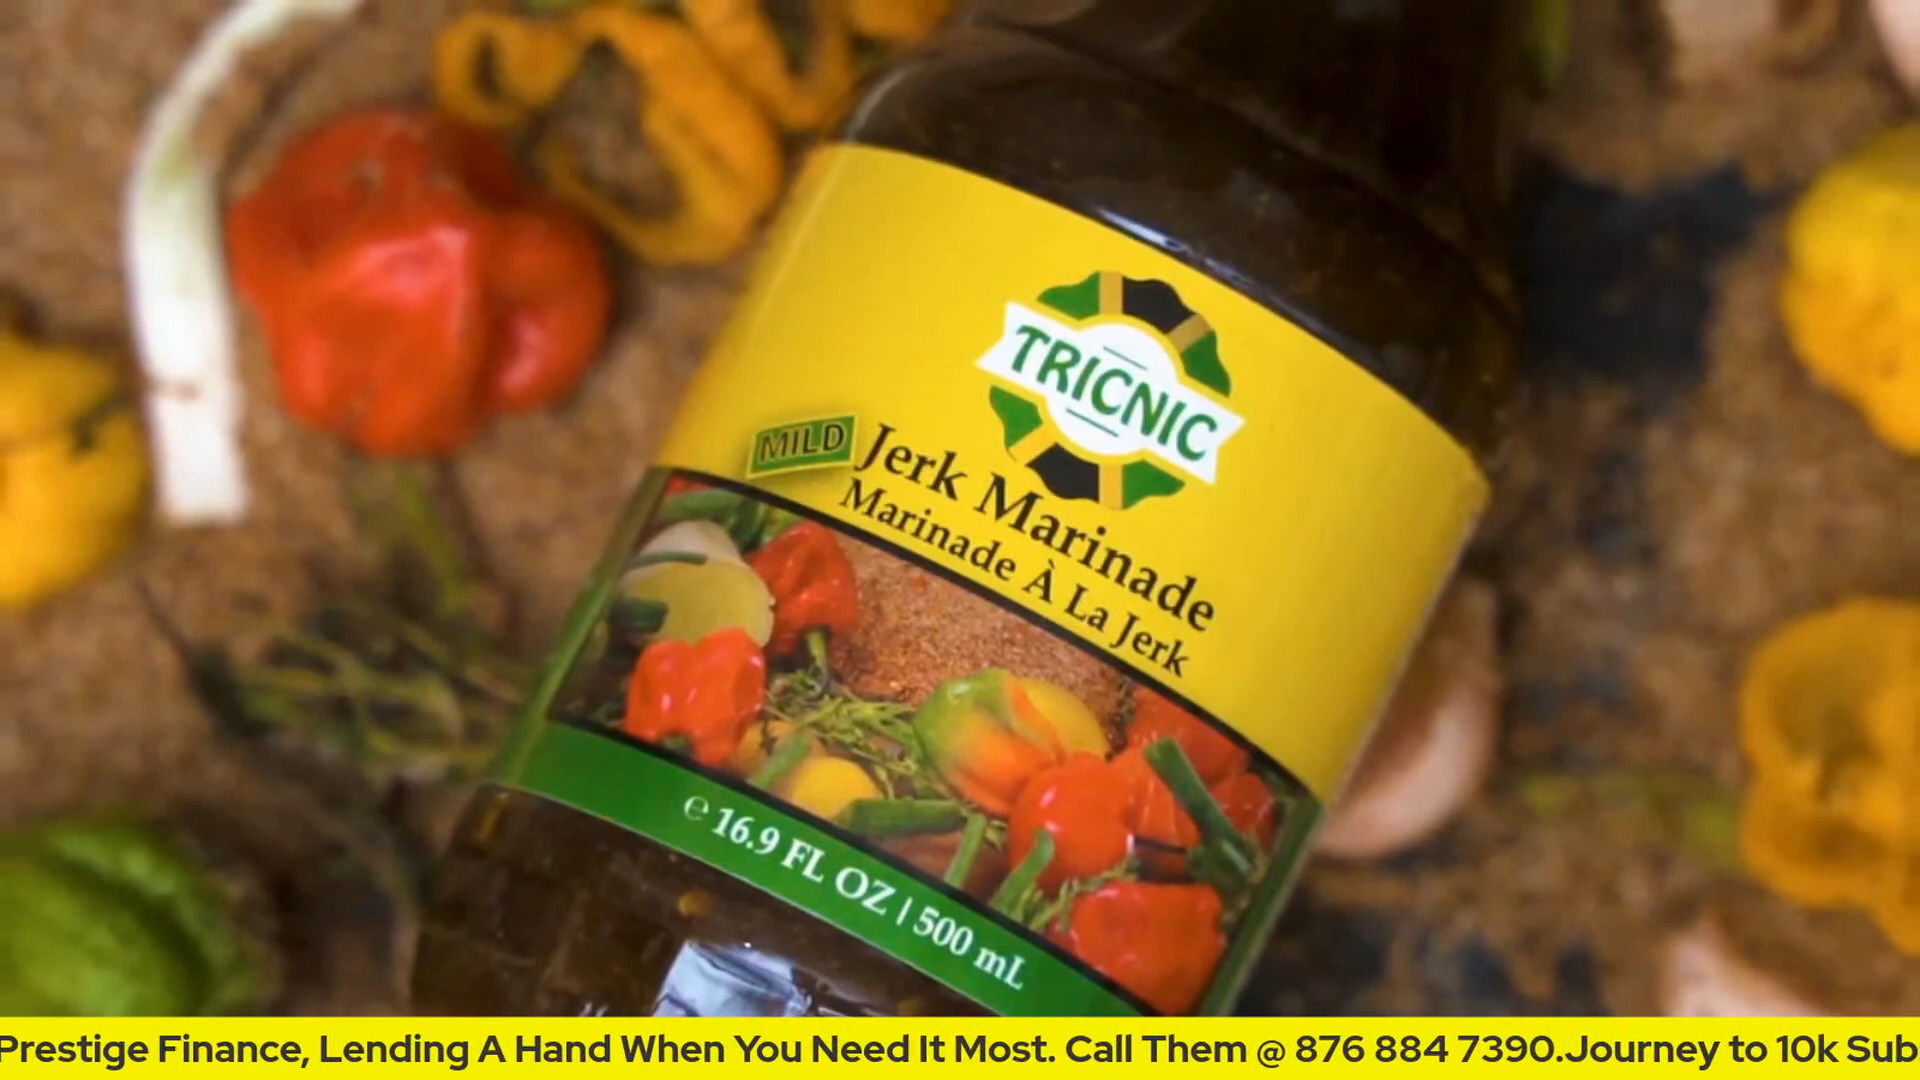 TRICNIC
MILD
Jerk Marinade
Marinade À La Jerk
℮ 16.9 FL OZ | 500 mL
Prestige Finance, Lending A Hand When You Need It Most. Call Them @ 876 884 7390.Journey to 10k Sub